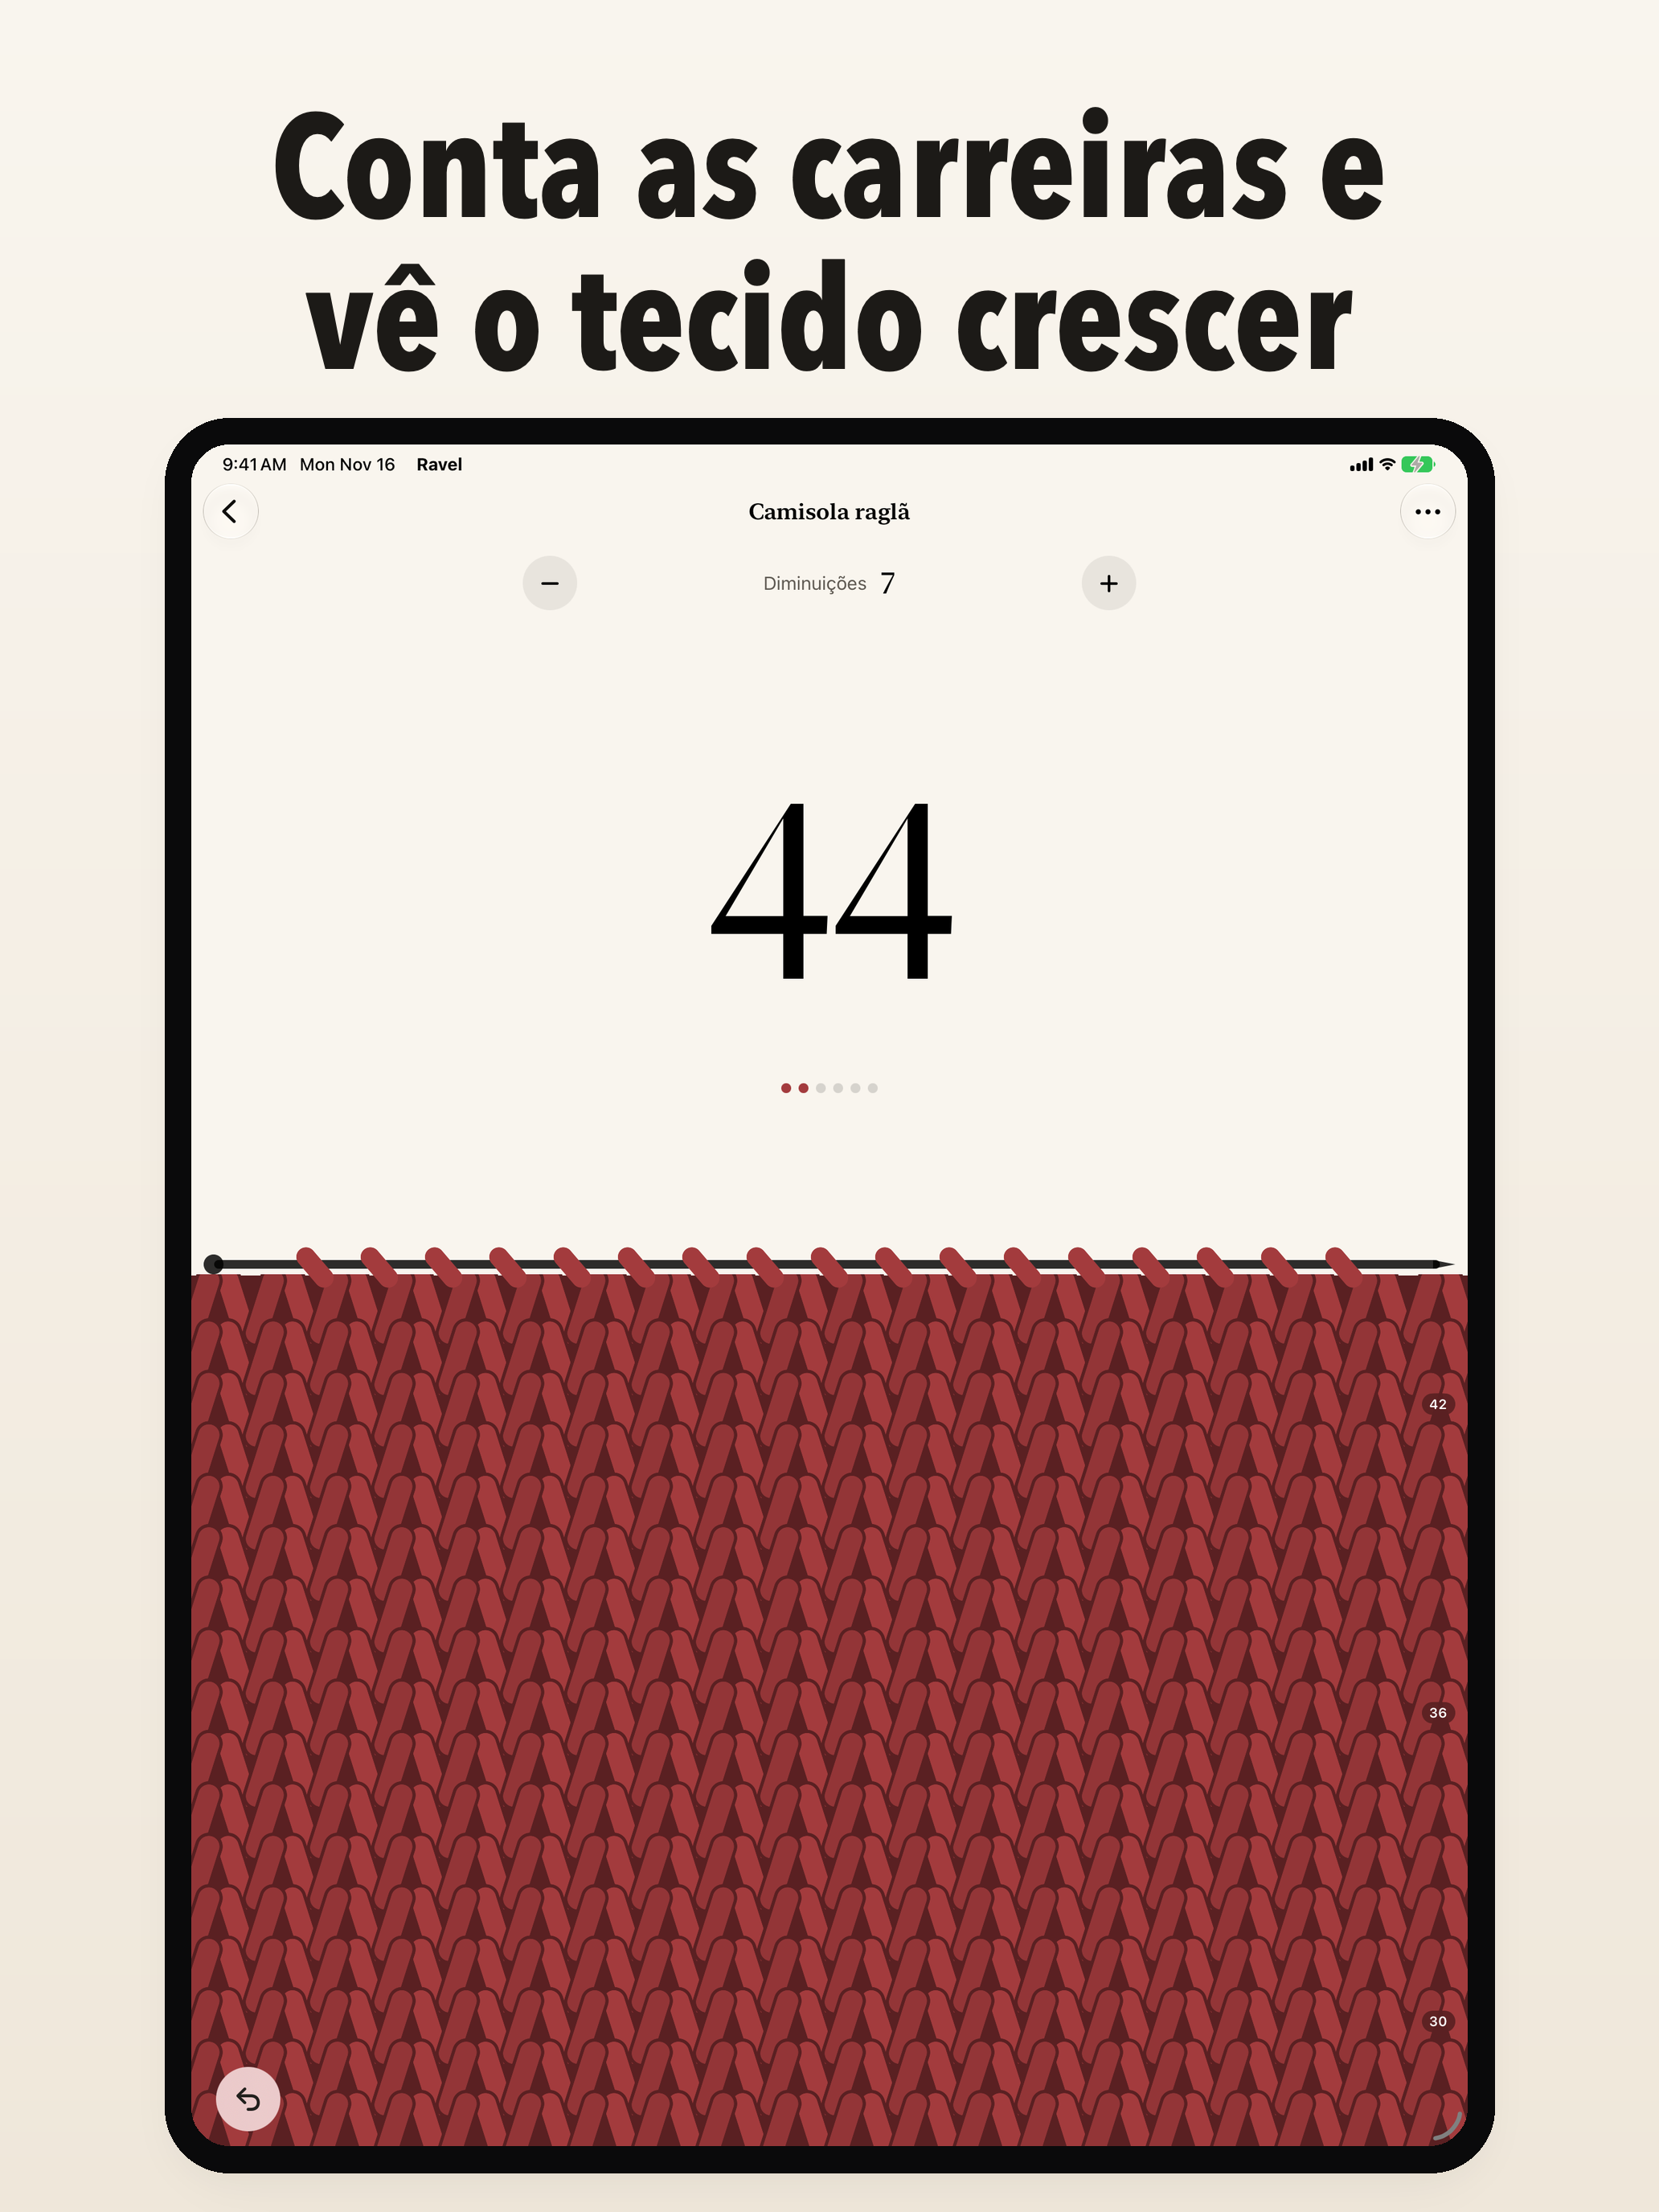 Conta as carreiras e
vê o tecido crescer
9:41 AM Mon Nov 16 Ravel
Camisola raglã
Diminuições 7
44
42
36
30